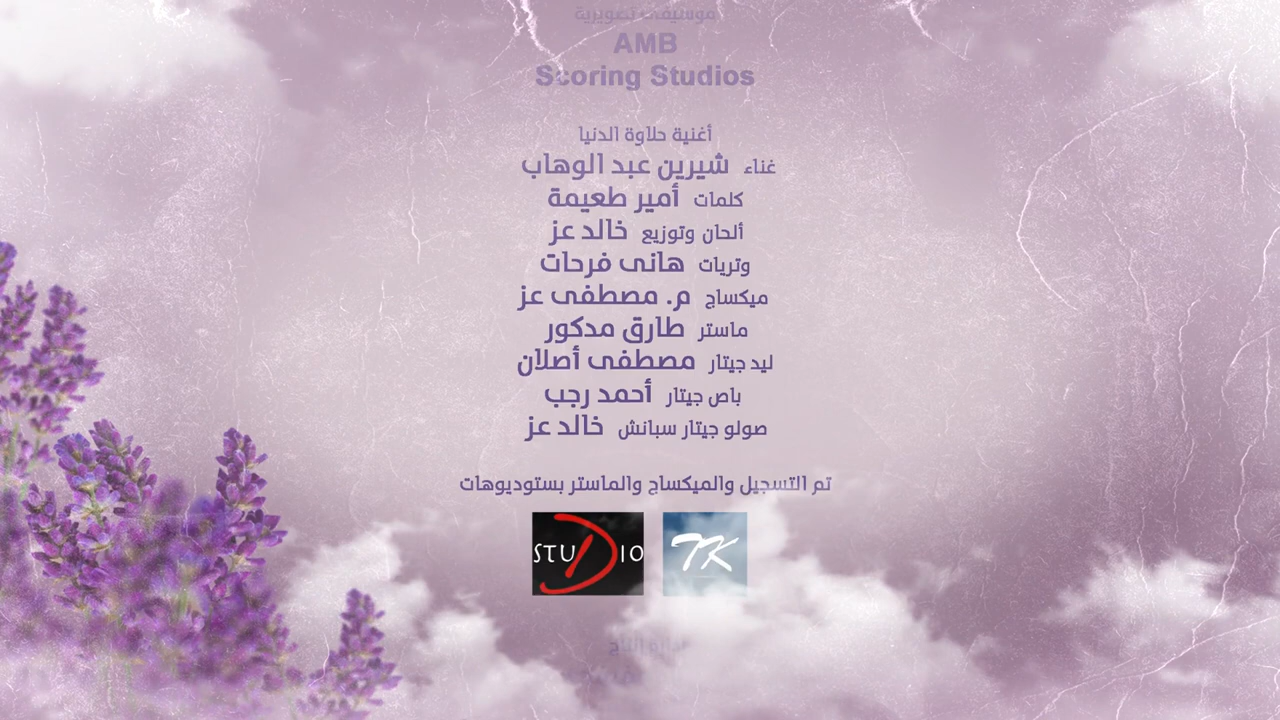 موسيقى تصويرية
AMB
Scoring Studios
أغنية حلاوة الدنيا
غناء شيرين عبد الوهاب
كلمات أمير طعيمة
ألحان وتوزيع خالد عز
وتريات هانى فرحات
ميكساج م. مصطفى عز
ماستر طارق مدكور
ليد جيتار مصطفى أصلان
باص جيتار أحمد رجب
صولو جيتار سبانش خالد عز
تم التسجيل والميكساج والماستر بستوديوهات
STUDIO TK